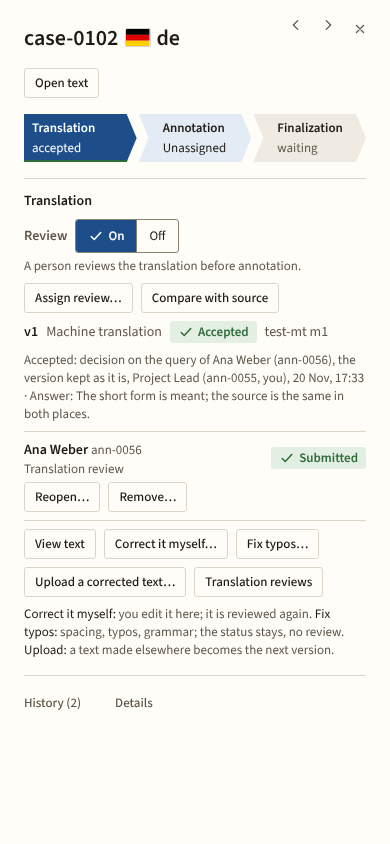 case-0102 de
Open text
Translation
accepted
Annotation
Unassigned
Finalization
waiting
Translation
Review
On
Off
A person reviews the translation before annotation.
Assign review…
Compare with source
v1 Machine translation Accepted test-mt m1
Accepted: decision on the query of Ana Weber (ann-0056), the
version kept as it is, Project Lead (ann-0055, you), 20 Nov, 17:33
· Answer: The short form is meant; the source is the same in
both places.
Ana Weber ann-0056
Translation review
Submitted
Reopen…
Remove…
View text
Correct it myself…
Fix typos…
Upload a corrected text…
Translation reviews
Correct it myself: you edit it here; it is reviewed again. Fix
typos: spacing, typos, grammar; the status stays, no review.
Upload: a text made elsewhere becomes the next version.
History (2)
Details